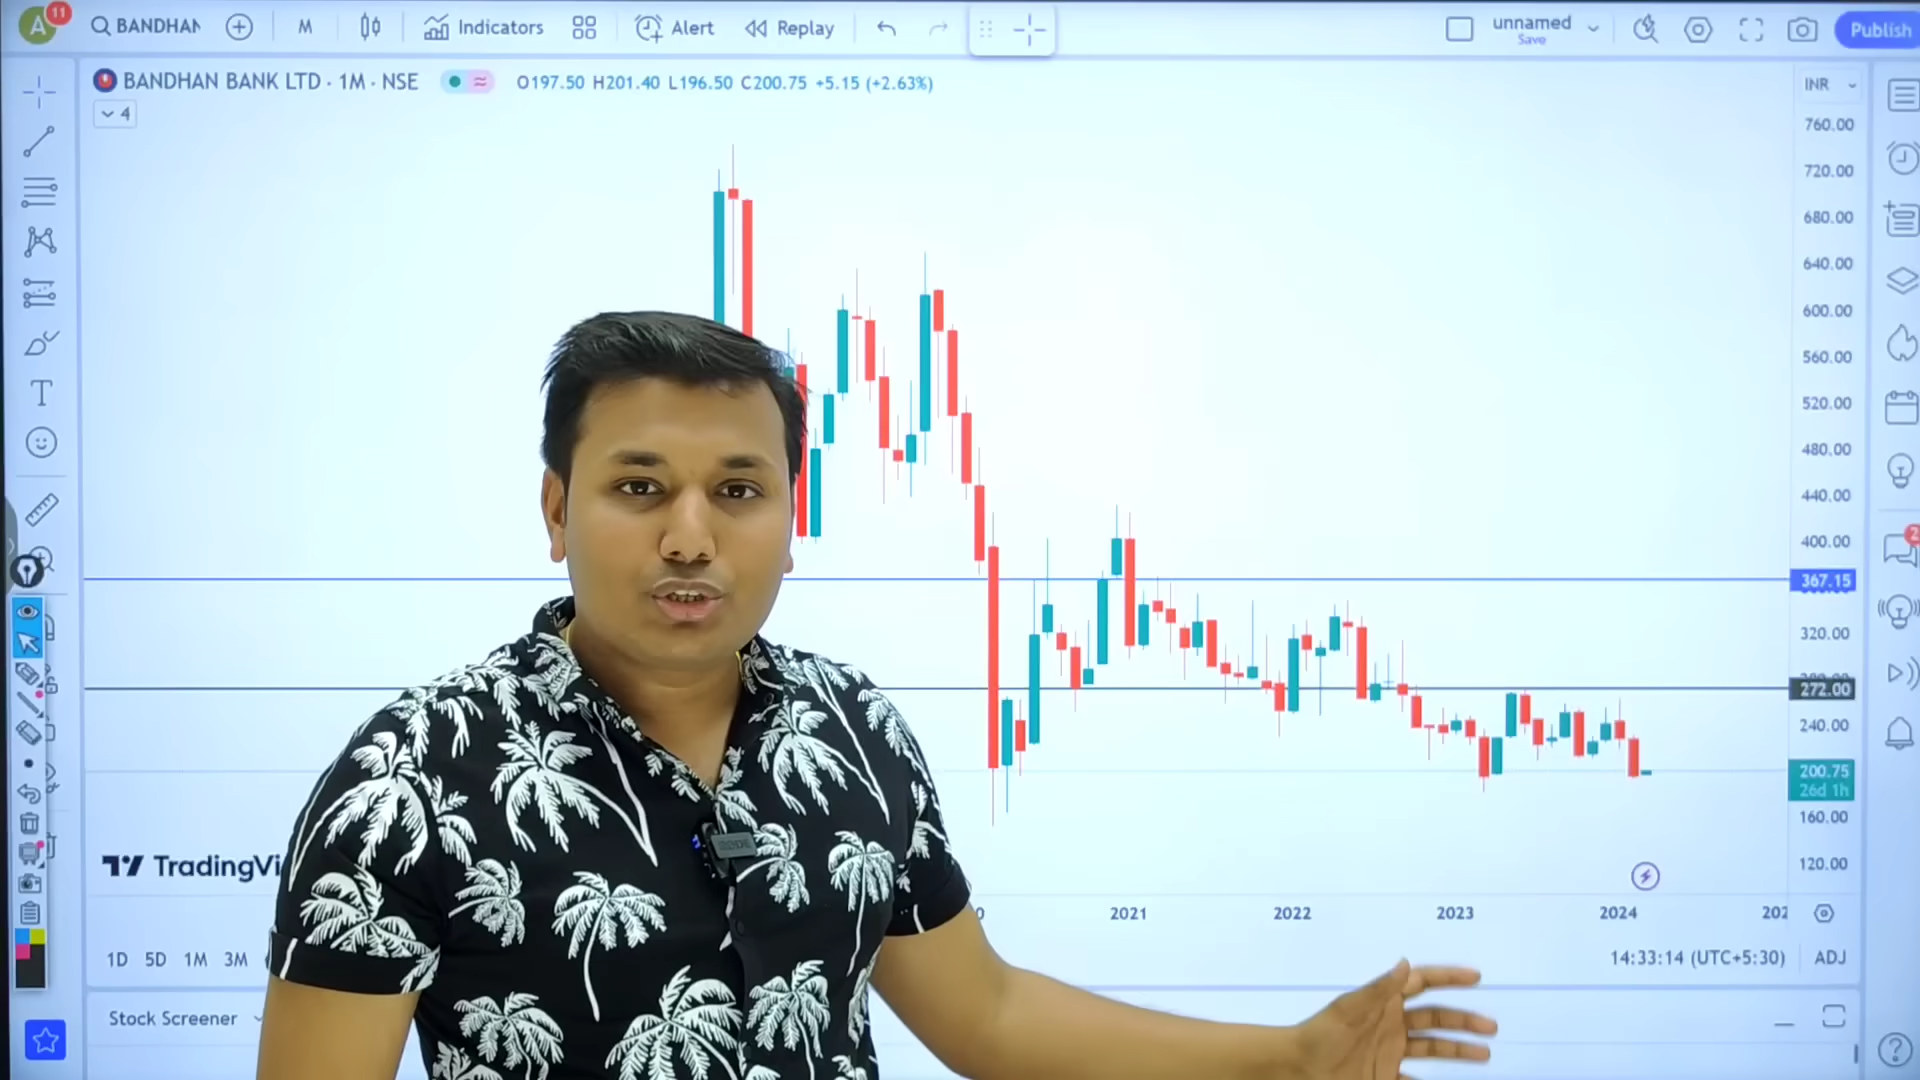 A 11 BANDHAN M Indicators Alert Replay unnamed Publish
Save
BANDHAN BANK LTD · 1M · NSE O197.50 H201.40 L196.50 C200.75 +5.15 (+2.63%) INR
4
760.00
720.00
680.00
640.00
600.00
560.00
520.00
480.00
440.00
400.00
367.15
320.00
272.00
240.00
200.75
26d 1h
160.00
120.00
TradingVi
2021 2022 2023 2024 202
1D 5D 1M 3M 14:33:14 (UTC+5:30) ADJ
Stock Screener